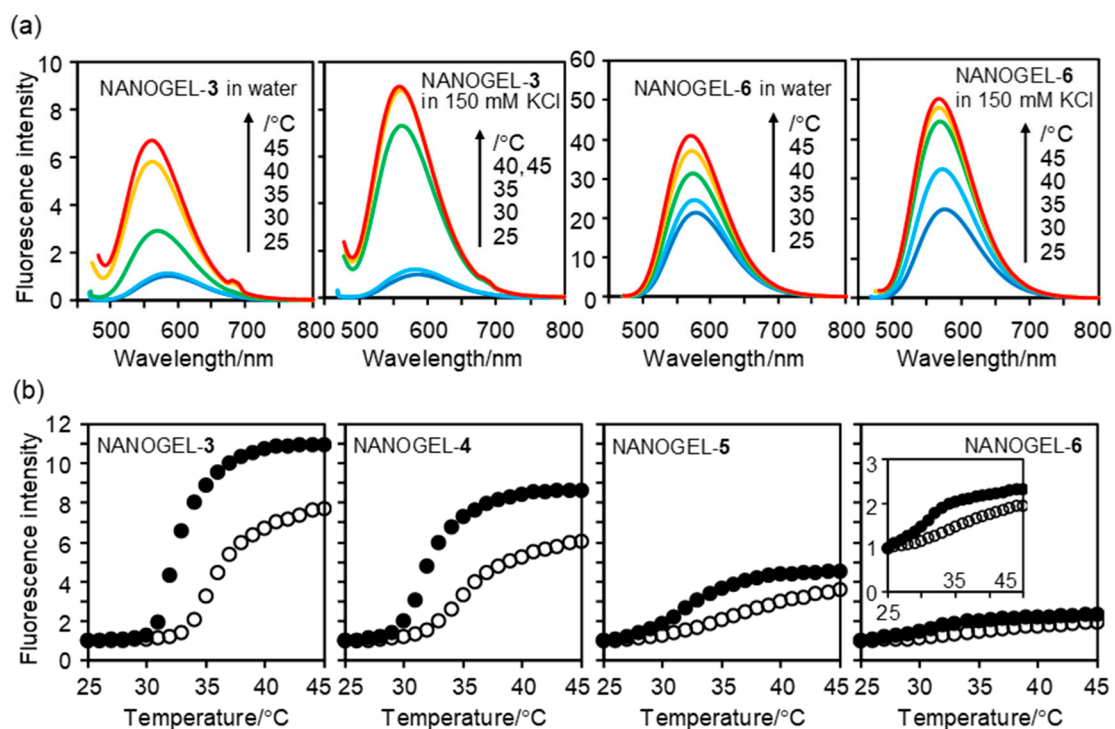 (a)
Fluorescence intensity
10
8
6
4
2
0
NANOGEL-3 in water
/°C
45
40
35
30
25
500 600 700 800
Wavelength/nm
NANOGEL-3
in 150 mM KCl
/°C
40,45
35
30
25
500 600 700 800
Wavelength/nm
60
50
40
30
20
10
00
NANOGEL-6 in water
/°C
45
40
35
30
25
500 600 700 800
Wavelength/nm
NANOGEL-6
in 150 mM KCl
/°C
45
40
35
30
25
500 600 700 800
Wavelength/nm
(b)
Fluorescence intensity
12
10
8
6
4
2
0
NANOGEL-3
25 30 35 40 45
Temperature/°C
NANOGEL-4
25 30 35 40 45
Temperature/°C
NANOGEL-5
25 30 35 40 45
Temperature/°C
NANOGEL-6
3
2
1
0
25 35 45
25 30 35 40 45
Temperature/°C